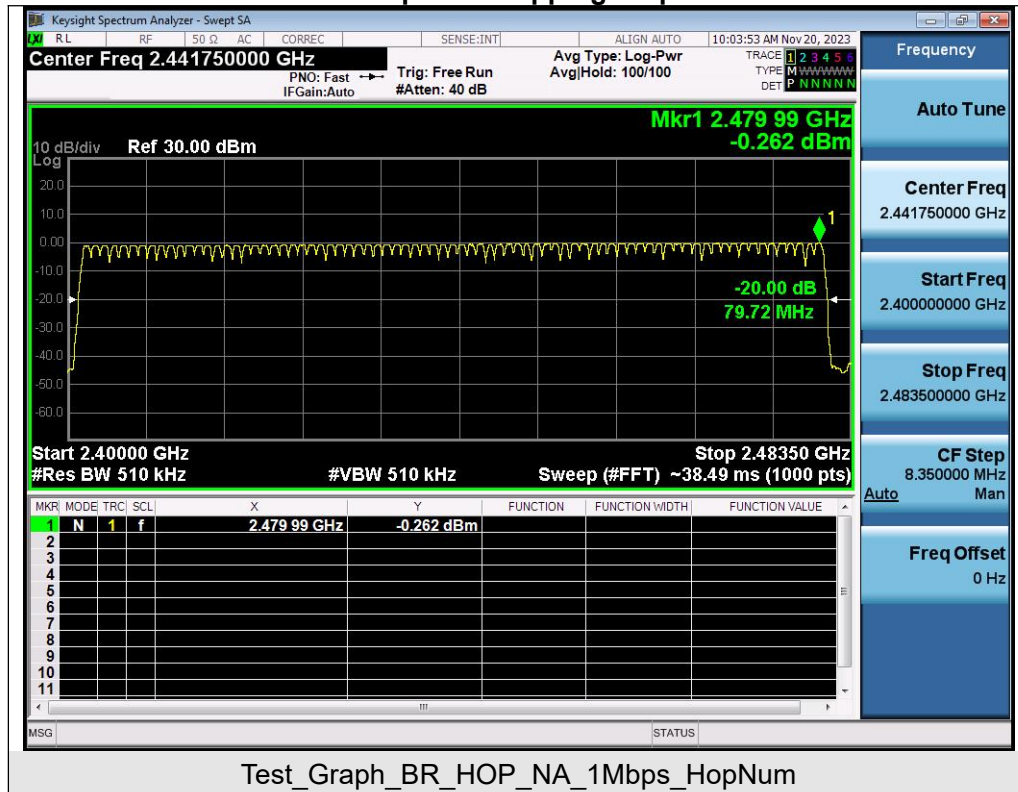 Keysight Spectrum Analyzer - Swept SA
RL RF 50 Ω AC CORREC SENSE:INT ALIGN AUTO 10:03:53 AM Nov 20, 2023
Center Freq 2.441750000 GHz
PNO: Fast
IFGain:Auto
Trig: Free Run
#Atten: 40 dB
Avg Type: Log-Pwr
Avg|Hold: 100/100
TRACE 1 2 3 4 5 6
TYPE M WWWWW
DET P N N N N N
Mkr1 2.479 99 GHz
-0.262 dBm
10 dB/div Ref 30.00 dBm
Log
20.0
10.0
0.00
-10.0
-20.0
-30.0
-40.0
-50.0
-60.0
1
-20.00 dB
79.72 MHz
Start 2.40000 GHz Stop 2.48350 GHz
#Res BW 510 kHz #VBW 510 kHz Sweep (#FFT) ~38.49 ms (1000 pts)
MKR MODE TRC SCL X Y FUNCTION FUNCTION WIDTH FUNCTION VALUE
1 N 1 f 2.479 99 GHz -0.262 dBm
2
3
4
5
6
7
8
9
10
11
MSG STATUS
Frequency
Auto Tune
Center Freq
2.441750000 GHz
Start Freq
2.400000000 GHz
Stop Freq
2.483500000 GHz
CF Step
8.350000 MHz
Auto Man
Freq Offset
0 Hz
Test_Graph_BR_HOP_NA_1Mbps_HopNum